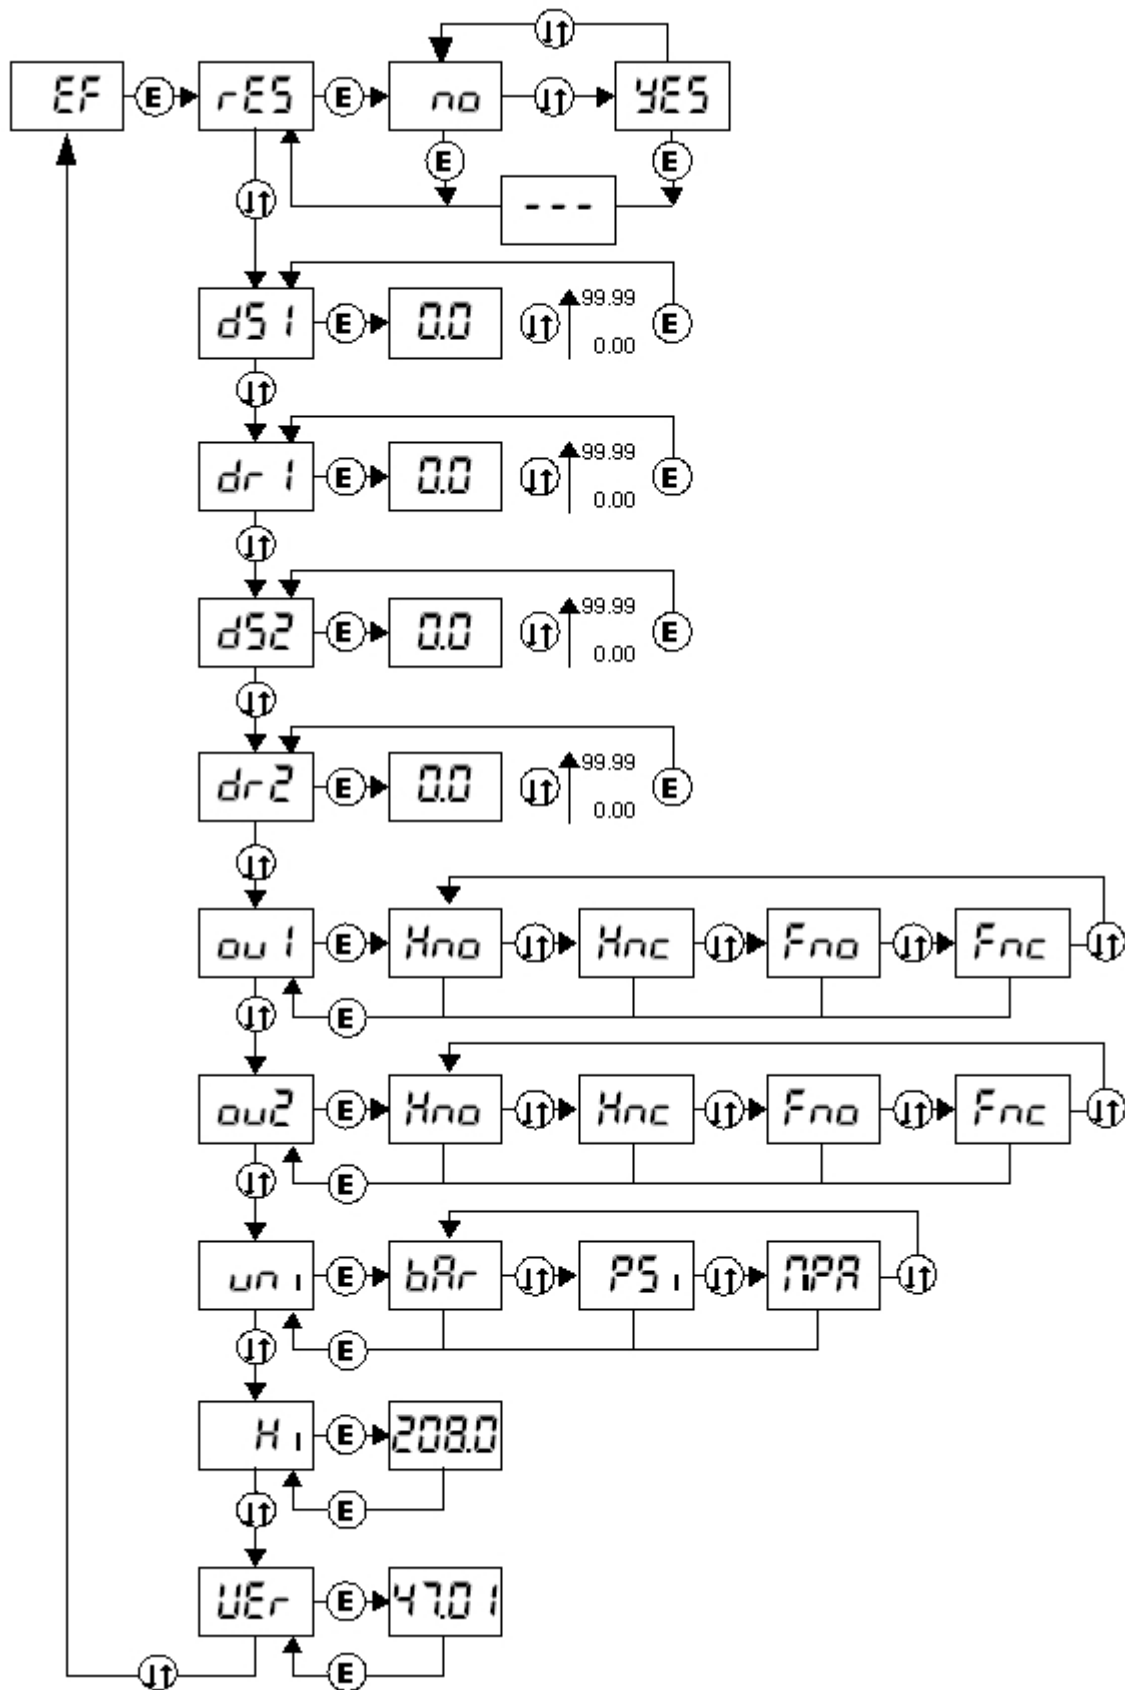 EF E rES E no YES
E E
- - -
dS1 E 0.0 99.99 0.00 E
dr1 E 0.0 99.99 0.00 E
dS2 E 0.0 99.99 0.00 E
dr2 E 0.0 99.99 0.00 E
ou1 E Hno Hnc Fno Fnc
E
ou2 E Hno Hnc Fno Fnc
E
uni E bAr PSi MPA
E
Hi E 208.0
E
VEr E 47.01
E